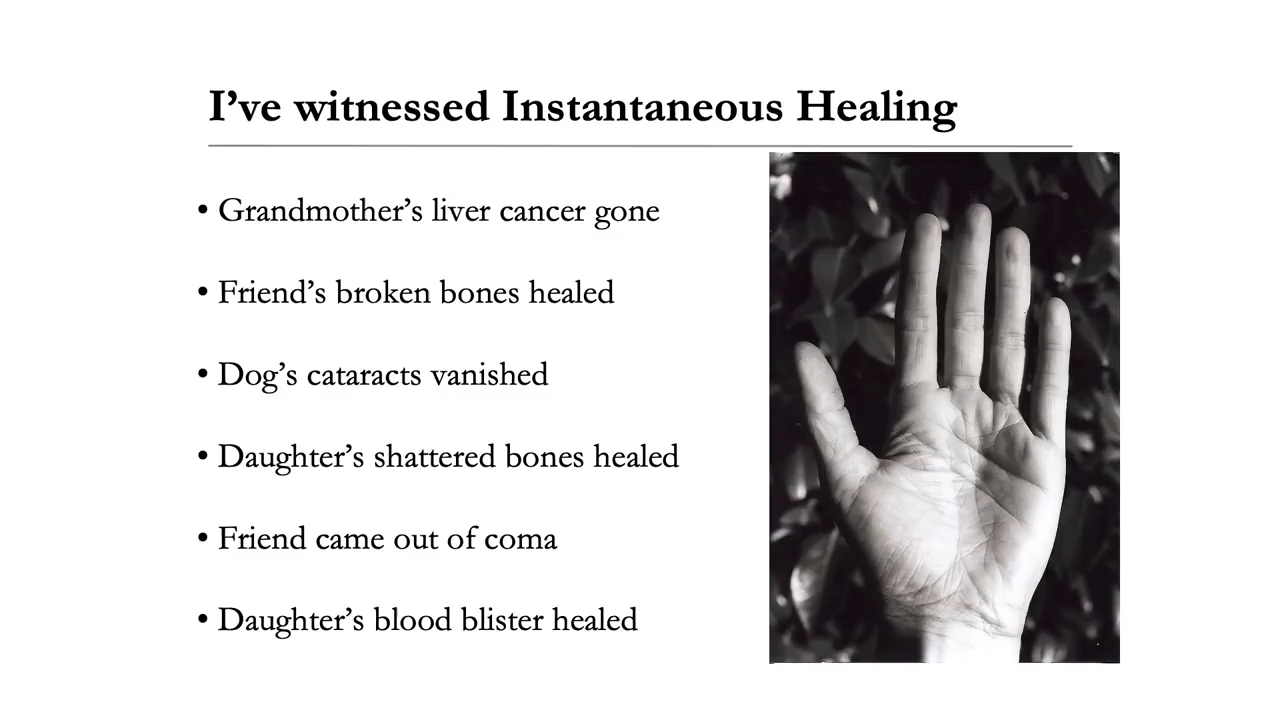 I’ve witnessed Instantaneous Healing
• Grandmother’s liver cancer gone
• Friend’s broken bones healed
• Dog’s cataracts vanished
• Daughter’s shattered bones healed
• Friend came out of coma
• Daughter’s blood blister healed